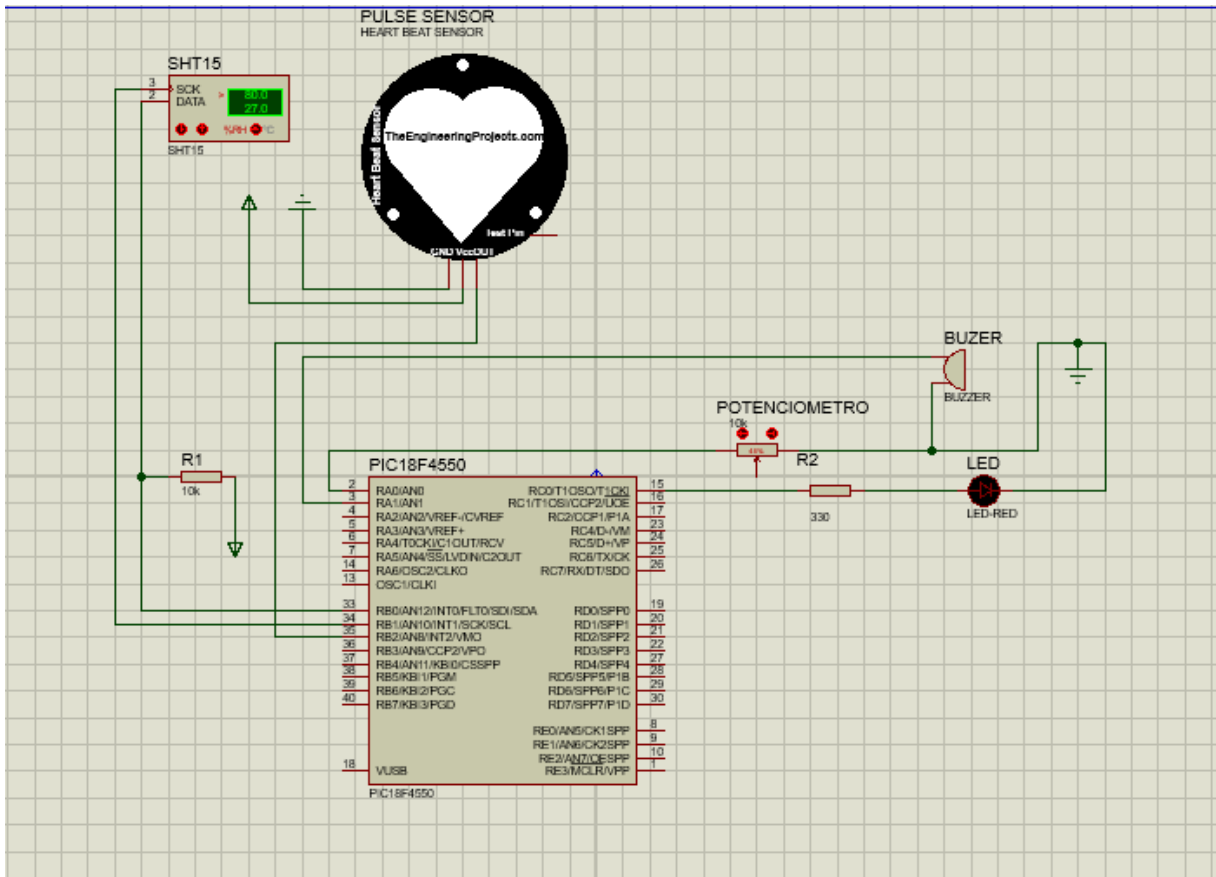 PULSE SENSOR
HEART BEAT SENSOR
SHT15
3 SCK
2 DATA
80.0
27.0
%RH °C
SHT15
Heart Beat Sensor
TheEngineeringProjects.com
Test Pin
GND Vcc OUT
BUZER
BUZZER
POTENCIOMETRO
10k
R1
10k
R2
330
LED
LED-RED
PIC18F4550
2 RA0/AN0
3 RA1/AN1
4 RA2/AN2/VREF-/CVREF
5 RA3/AN3/VREF+
6 RA4/T0CKI/C1OUT/RCV
7 RA5/AN4/SS/LVDIN/C2OUT
14 RA6/OSC2/CLKO
13 OSC1/CLKI
33 RB0/AN12/INT0/FLT0/SDI/SDA
34 RB1/AN10/INT1/SCK/SCL
35 RB2/AN8/INT2/VMO
36 RB3/AN9/CCP2/VPO
37 RB4/AN11/KBI0/CSSPP
38 RB5/KBI1/PGM
39 RB6/KBI2/PGC
40 RB7/KBI3/PGD
18 VUSB
RC0/T1OSO/T1CKI 15
RC1/T1OSI/CCP2/UOE 16
RC2/CCP1/P1A 17
RC4/D-/VM 23
RC5/D+/VP 24
RC6/TX/CK 25
RC7/RX/DT/SDO 26
RD0/SPP0 19
RD1/SPP1 20
RD2/SPP2 21
RD3/SPP3 22
RD4/SPP4 27
RD5/SPP5/P1B 28
RD6/SPP6/P1C 29
RD7/SPP7/P1D 30
RE0/AN5/CK1SPP 8
RE1/AN6/CK2SPP 9
RE2/AN7/OESPP 10
RE3/MCLR/VPP 1
PIC18F4550